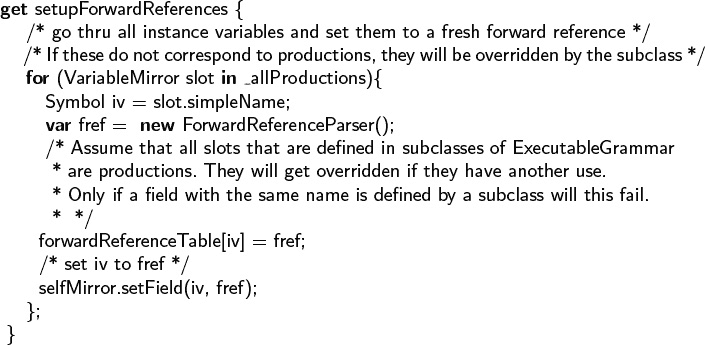 get setupForwardReferences {
/* go thru all instance variables and set them to a fresh forward reference */
/* If these do not correspond to productions, they will be overridden by the subclass */
for (VariableMirror slot in _allProductions){
Symbol iv = slot.simpleName;
var fref = new ForwardReferenceParser();
/* Assume that all slots that are defined in subclasses of ExecutableGrammar
* are productions. They will get overridden if they have another use.
* Only if a field with the same name is defined by a subclass will this fail.
* */
forwardReferenceTable[iv] = fref;
/* set iv to fref */
selfMirror.setField(iv, fref);
};
}